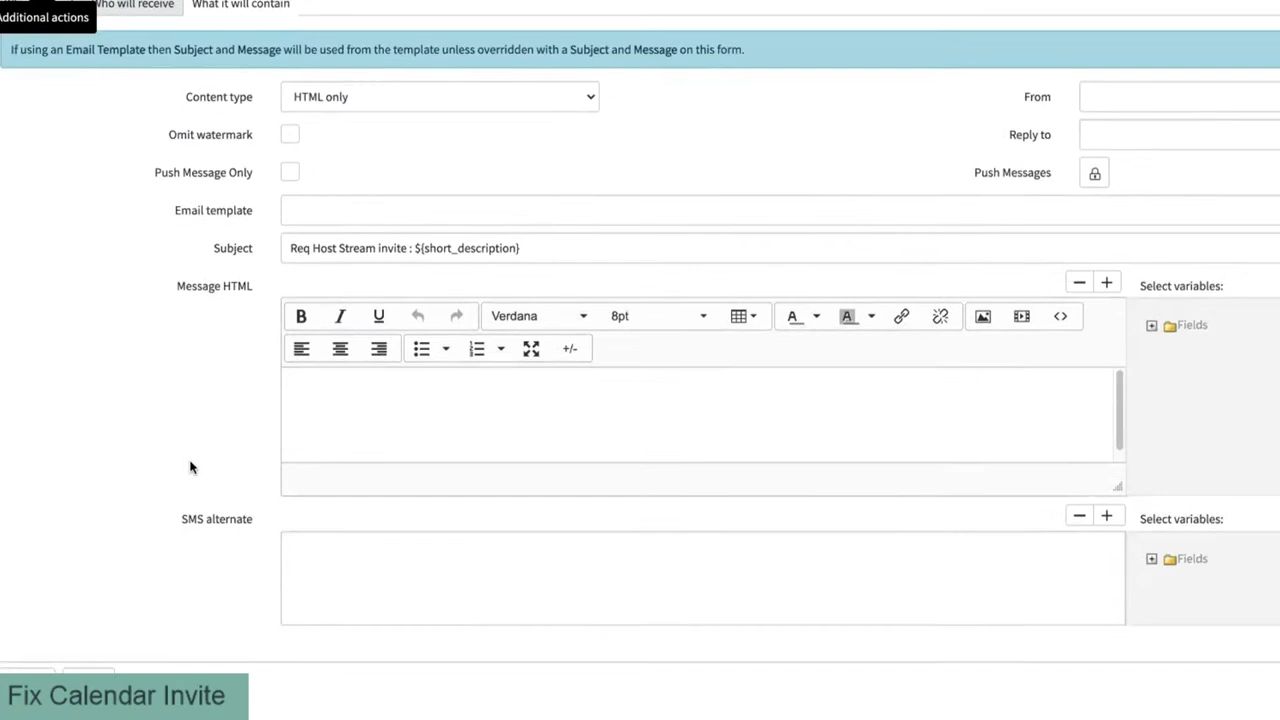 Additional actions
Who will receive
What it will contain
If using an Email Template then Subject and Message will be used from the template unless overridden with a Subject and Message on this form.
Content type
HTML only
From
Omit watermark
Reply to
Push Message Only
Push Messages
Email template
Subject
Req Host Stream invite : ${short_description}
Message HTML
Select variables:
B I U
Verdana
8pt
A
A
<>
+/-
Fields
SMS alternate
Select variables:
Fields
Fix Calendar Invite